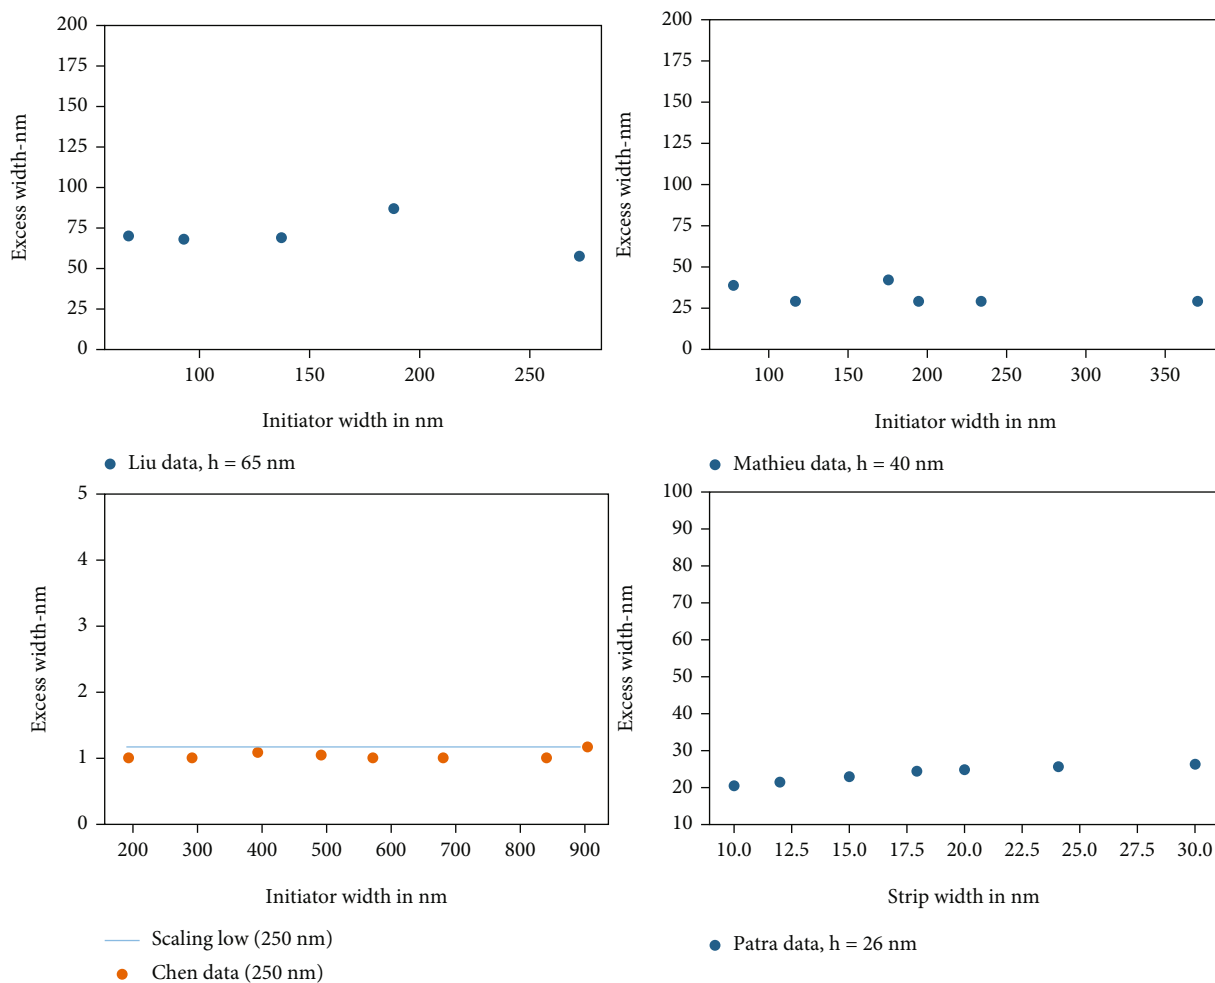 200
175
150
125
100
75
50
25
0
Excess width-nm
100 150 200 250
Initiator width in nm
Liu data, h = 65 nm
200
175
150
125
100
75
50
25
0
Excess width-nm
100 150 200 250 300 350
Initiator width in nm
Mathieu data, h = 40 nm
5
4
3
2
1
0
Excess width-nm
200 300 400 500 600 700 800 900
Initiator width in nm
Scaling low (250 nm)
Chen data (250 nm)
100
90
80
70
60
50
40
30
20
10
Excess width-nm
10.0 12.5 15.0 17.5 20.0 22.5 25.0 27.5 30.0
Strip width in nm
Patra data, h = 26 nm